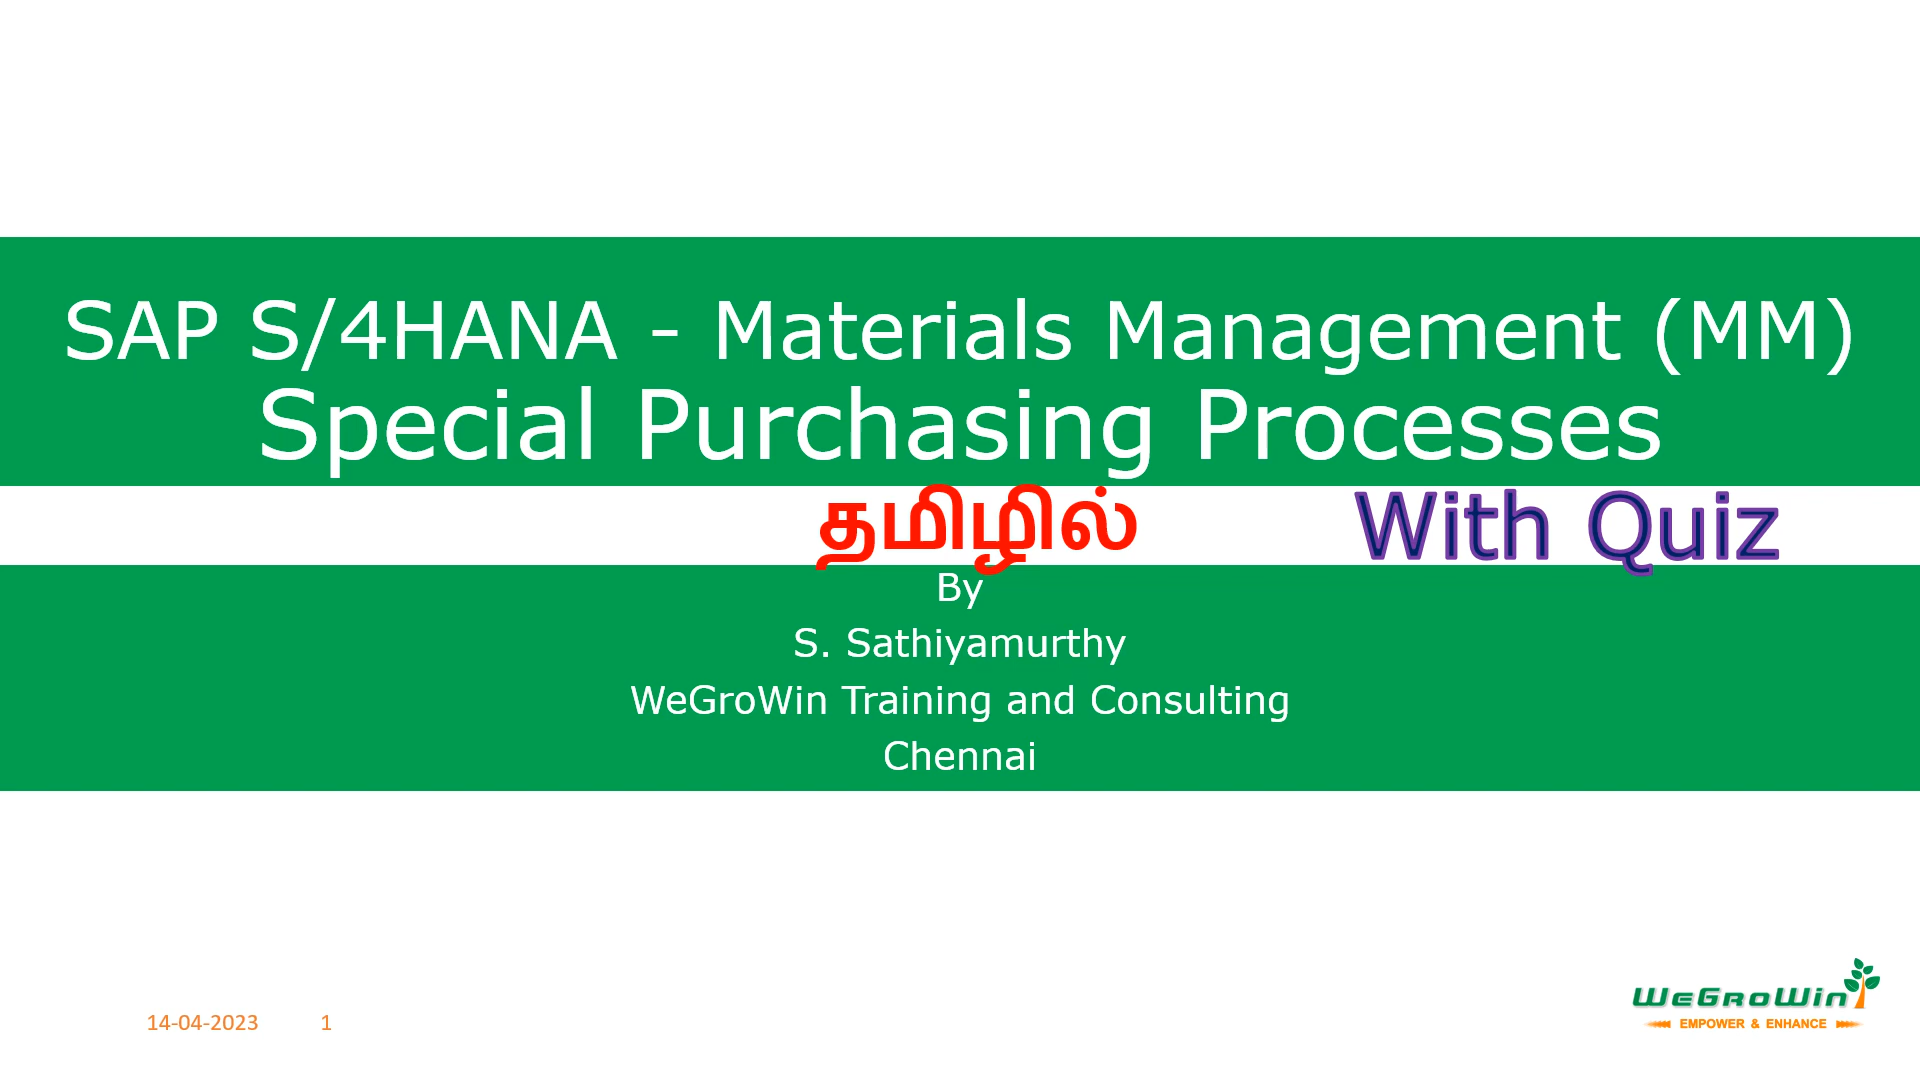 SAP S/4HANA - Materials Management (MM)
Special Purchasing Processes
தமிழில்
With Quiz
By
S. Sathiyamurthy
WeGroWin Training and Consulting
Chennai
14-04-2023
1
WeGroWin
EMPOWER & ENHANCE